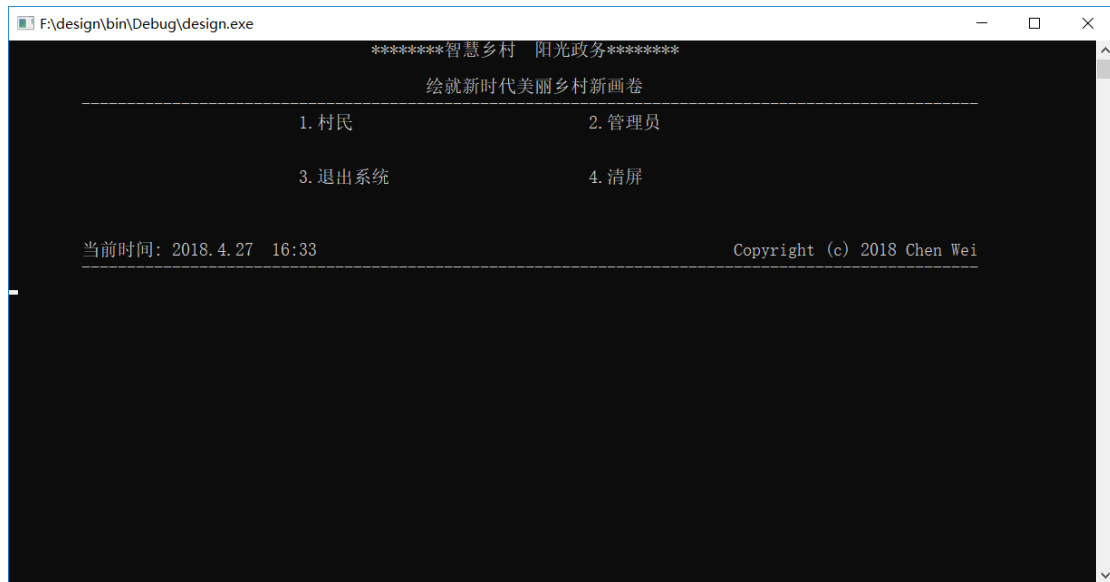 F:\design\bin\Debug\design.exe
********智慧乡村  阳光政务********
绘就新时代美丽乡村新画卷
1.村民 2.管理员
3.退出系统 4.清屏
当前时间: 2018.4.27  16:33 Copyright (c) 2018 Chen Wei